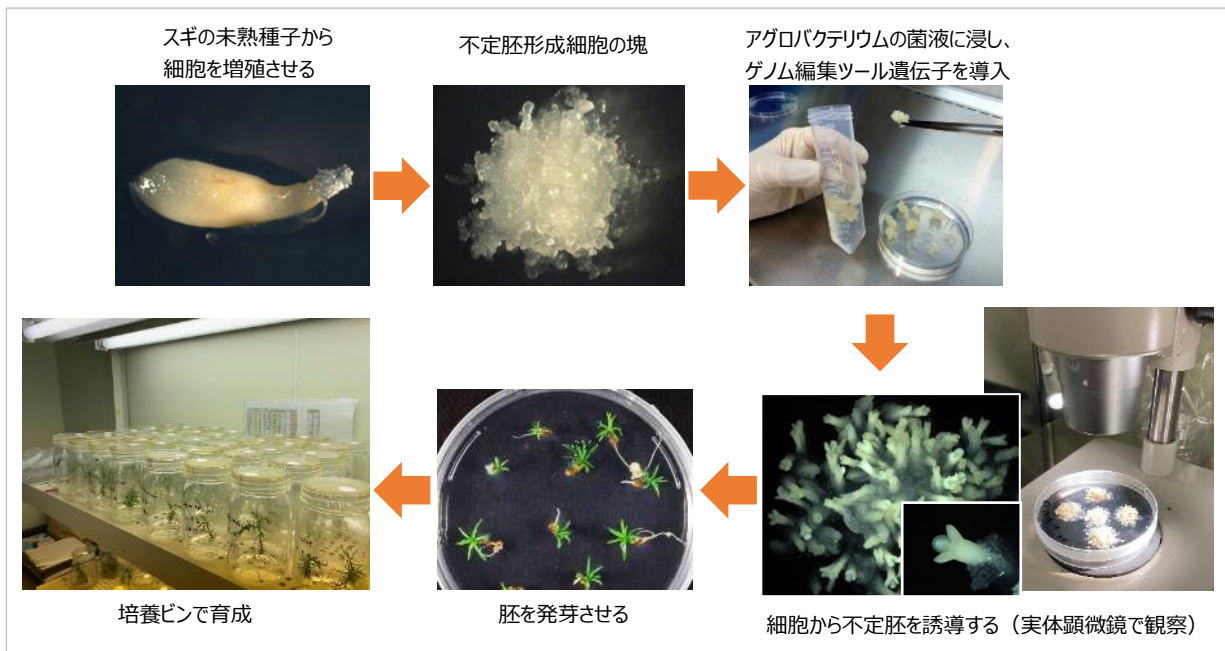 スギの未熟種子から
細胞を増殖させる
不定胚形成細胞の塊
アグロバクテリウムの菌液に浸し、
ゲノム編集ツール遺伝子を導入
細胞から不定胚を誘導する（実体顕微鏡で観察）
胚を発芽させる
培養ビンで育成